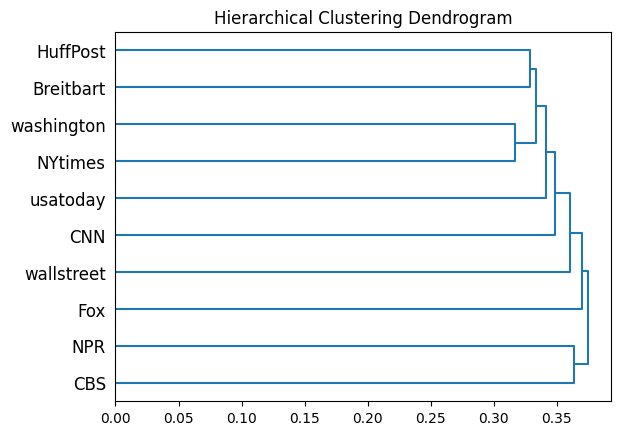 Hierarchical Clustering Dendrogram
HuffPost
Breitbart
washington
NYtimes
usatoday
CNN
wallstreet
Fox
NPR
CBS
0.00 0.05 0.10 0.15 0.20 0.25 0.30 0.35